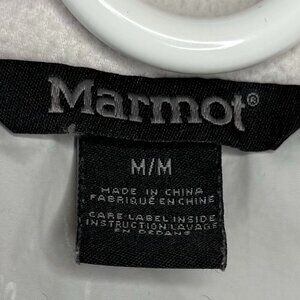 Marmot®
M/M
MADE IN CHINA
FABRIQUÉ EN CHINE
CARE LABEL INSIDE
INSTRUCTION LAVAGE
EN DEDANS